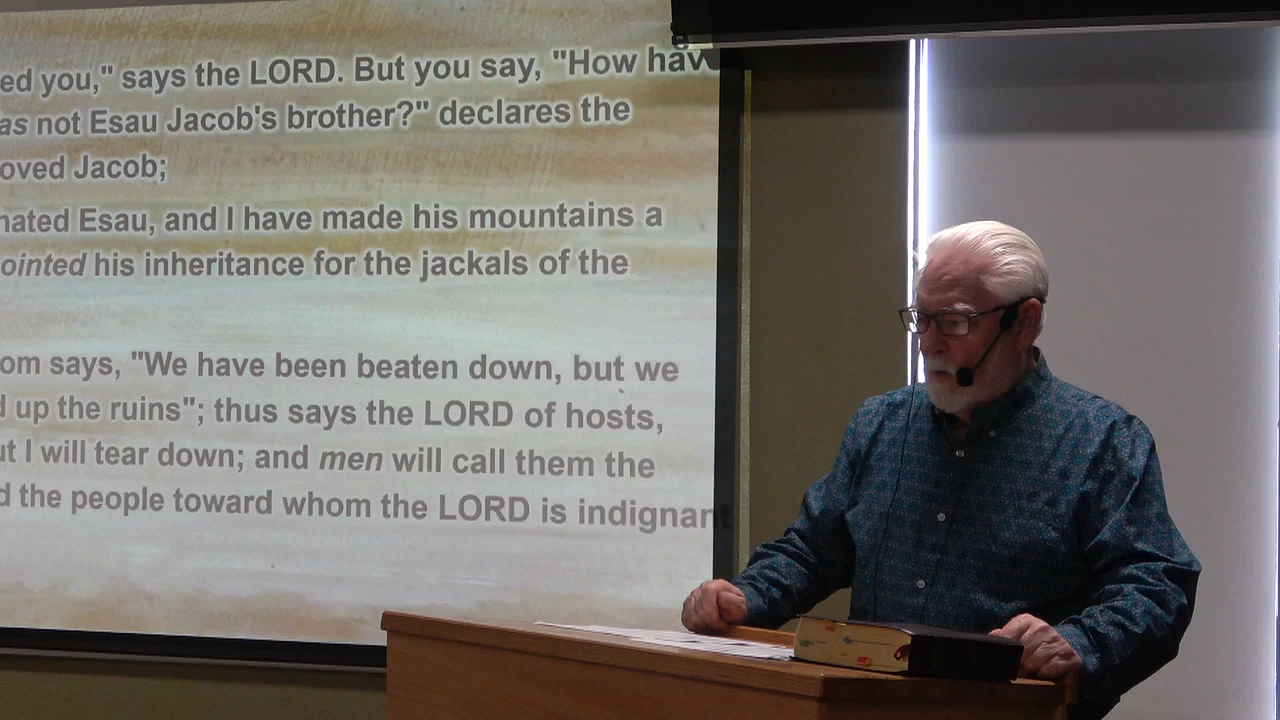 ed you," says the LORD. But you say, "How hav
as not Esau Jacob's brother?" declares the
oved Jacob;
hated Esau, and I have made his mountains a
ointed his inheritance for the jackals of the
om says, "We have been beaten down, but we
d up the ruins"; thus says the LORD of hosts,
ut I will tear down; and men will call them the
d the people toward whom the LORD is indignant